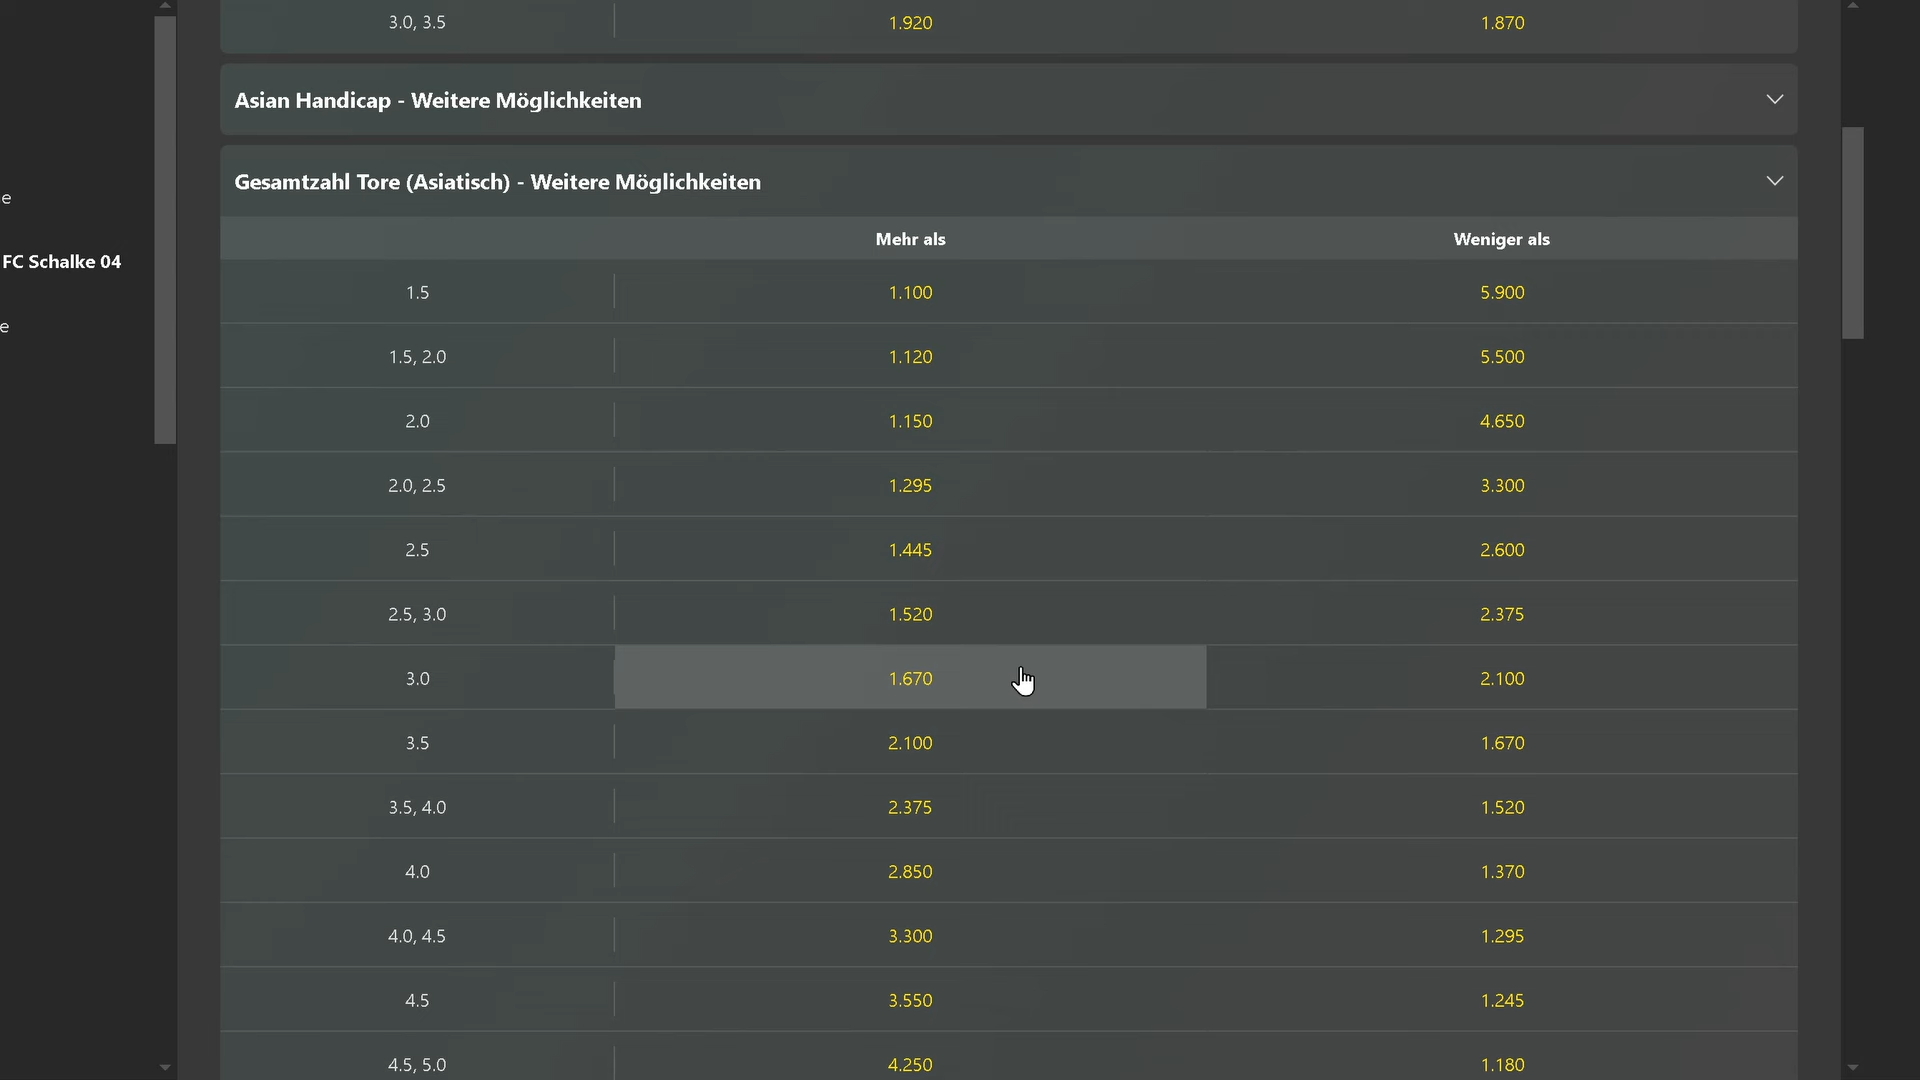 3.0, 3.5 1.920 1.870
Asian Handicap - Weitere Möglichkeiten
Gesamtzahl Tore (Asiatisch) - Weitere Möglichkeiten
Mehr als Weniger als
e
FC Schalke 04
e
1.5 1.100 5.900
1.5, 2.0 1.120 5.500
2.0 1.150 4.650
2.0, 2.5 1.295 3.300
2.5 1.445 2.600
2.5, 3.0 1.520 2.375
3.0 1.670 2.100
3.5 2.100 1.670
3.5, 4.0 2.375 1.520
4.0 2.850 1.370
4.0, 4.5 3.300 1.295
4.5 3.550 1.245
4.5, 5.0 4.250 1.180